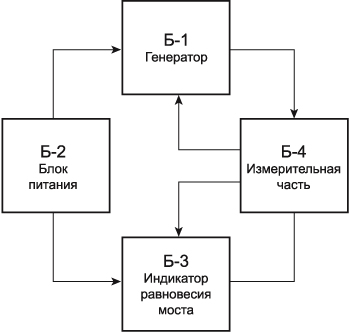 Б-1
Генератор
Б-2
Блок
питания
Б-4
Измерительная
часть
Б-3
Индикатор
равновесия
моста